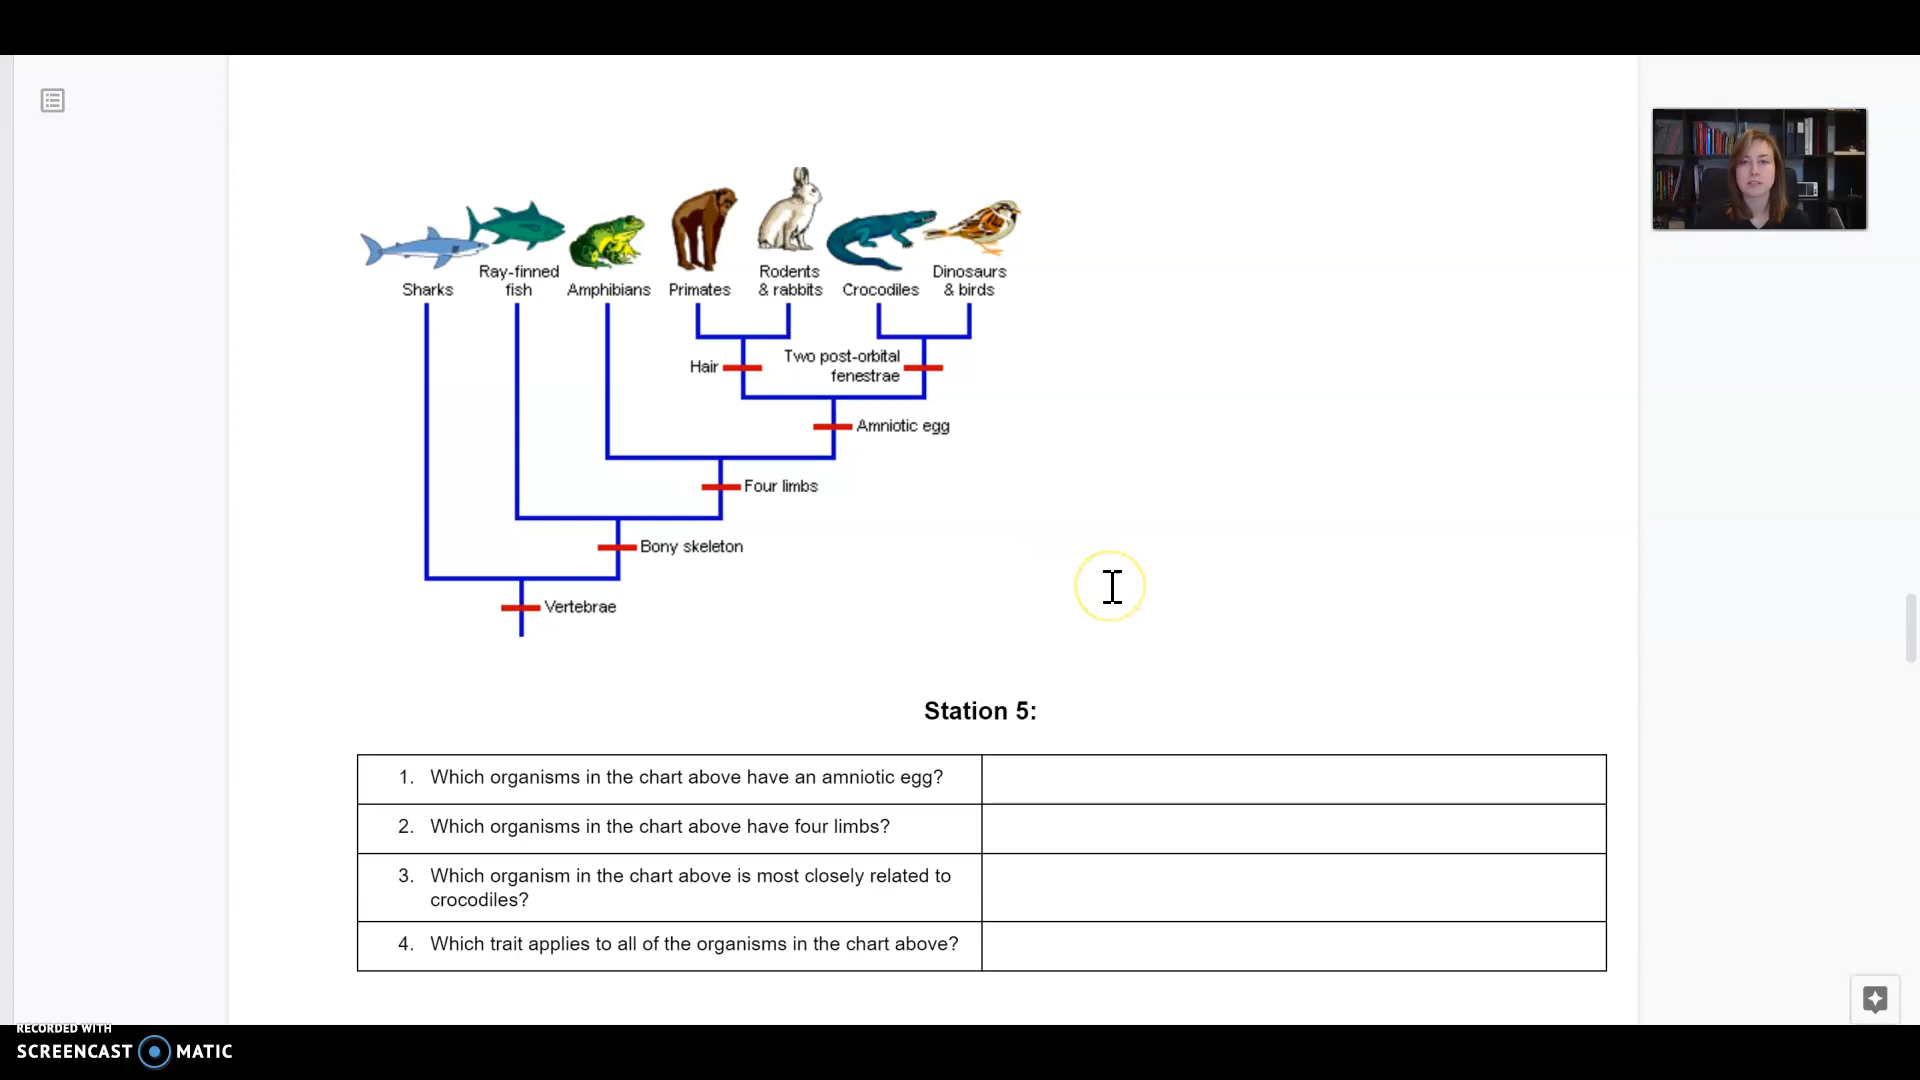 Ray-finned
fish
Rodents
& rabbits
Dinosaurs
& birds
Sharks
Amphibians
Primates
Crocodiles
Hair
Two post-orbital
fenestrae
Amniotic egg
Four limbs
Bony skeleton
Vertebrae
Station 5:
1. Which organisms in the chart above have an amniotic egg?
2. Which organisms in the chart above have four limbs?
3. Which organism in the chart above is most closely related to
crocodiles?
4. Which trait applies to all of the organisms in the chart above?
RECORDED WITH
SCREENCAST MATIC